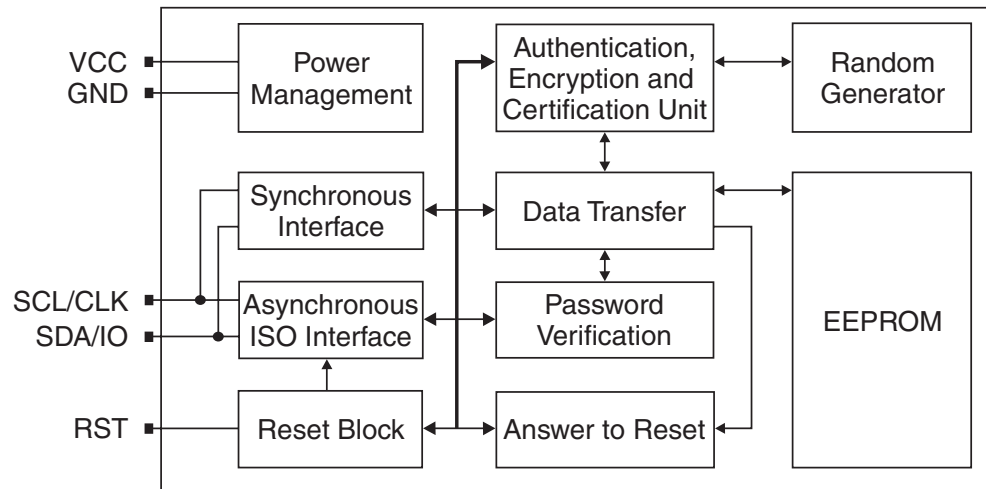 VCC
GND
Power
Management
Authentication,
Encryption and
Certification Unit
Random
Generator
Synchronous
Interface
Data Transfer
SCL/CLK
SDA/IO
Asynchronous
ISO Interface
Password
Verification
EEPROM
RST
Reset Block
Answer to Reset